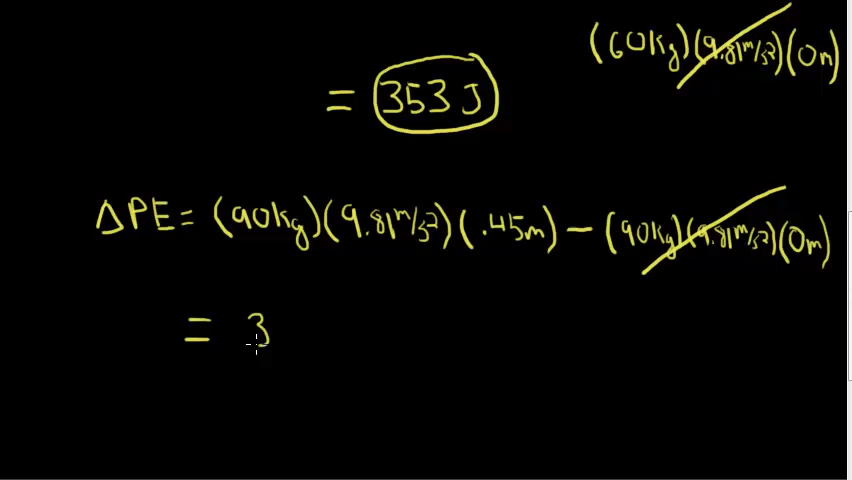 (60kg)(9.81m/s²)(0m)
= 353 J
ΔPE = (90kg)(9.81m/s²)(.45m) - (90kg)(9.81m/s²)(0m)
= 3